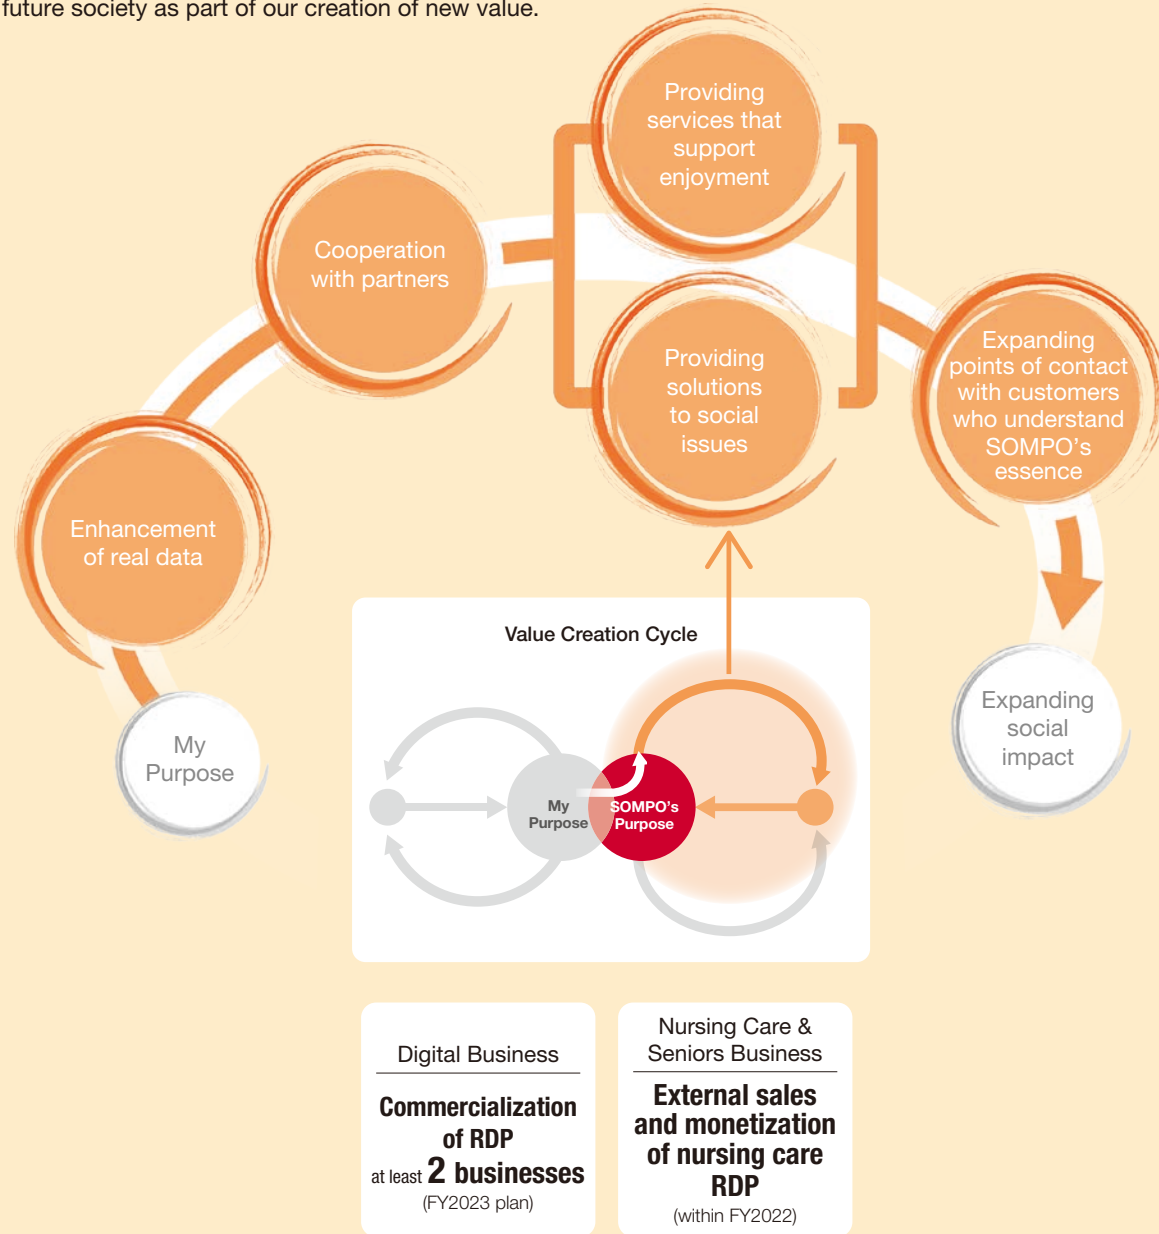 future society as part of our creation of new value.
Providing
services that
support
enjoyment
Cooperation
with partners
Providing
solutions
to social
issues
Expanding
points of contact
with customers
who understand
SOMPO's
essence
Enhancement
of real data
My
Purpose
Expanding
social
impact
Value Creation Cycle
My
Purpose
SOMPO's
Purpose
Digital Business
Commercialization
of RDP
at least 2 businesses
(FY2023 plan)
Nursing Care &
Seniors Business
External sales
and monetization
of nursing care
RDP
(within FY2022)